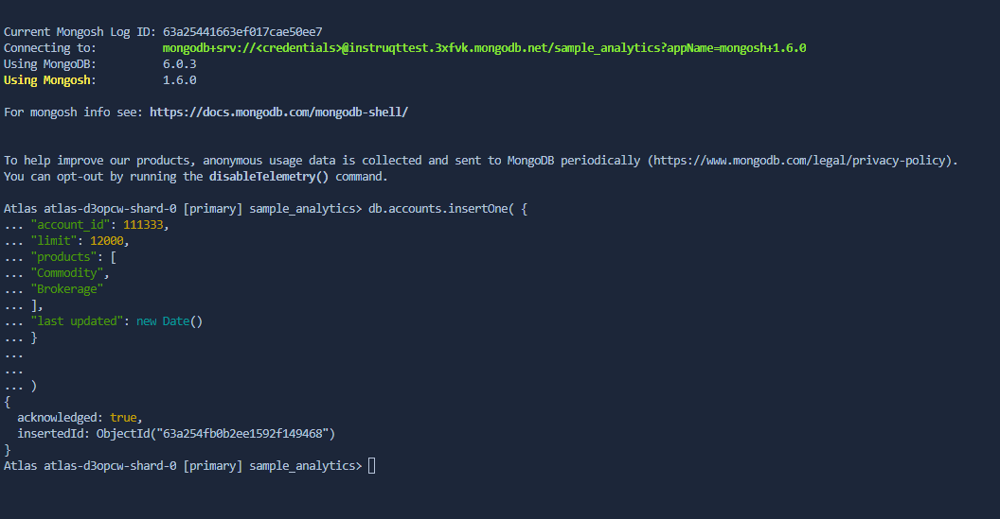 Current Mongosh Log ID: 63a25441663ef017cae50ee7
Connecting to: mongodb+srv://<credentials>@instruqttest.3xfvk.mongodb.net/sample_analytics?appName=mongosh+1.6.0
Using MongoDB: 6.0.3
Using Mongosh: 1.6.0
For mongosh info see: https://docs.mongodb.com/mongodb-shell/
To help improve our products, anonymous usage data is collected and sent to MongoDB periodically (https://www.mongodb.com/legal/privacy-policy).
You can opt-out by running the disableTelemetry() command.
Atlas atlas-d3opcw-shard-0 [primary] sample_analytics> db.accounts.insertOne( {
... "account_id": 111333,
... "limit": 12000,
... "products": [
... "Commodity",
... "Brokerage"
... ],
... "last updated": new Date()
... }
...
...
... )
{
  acknowledged: true,
  insertedId: ObjectId("63a254fb0b2ee1592f149468")
}
Atlas atlas-d3opcw-shard-0 [primary] sample_analytics>